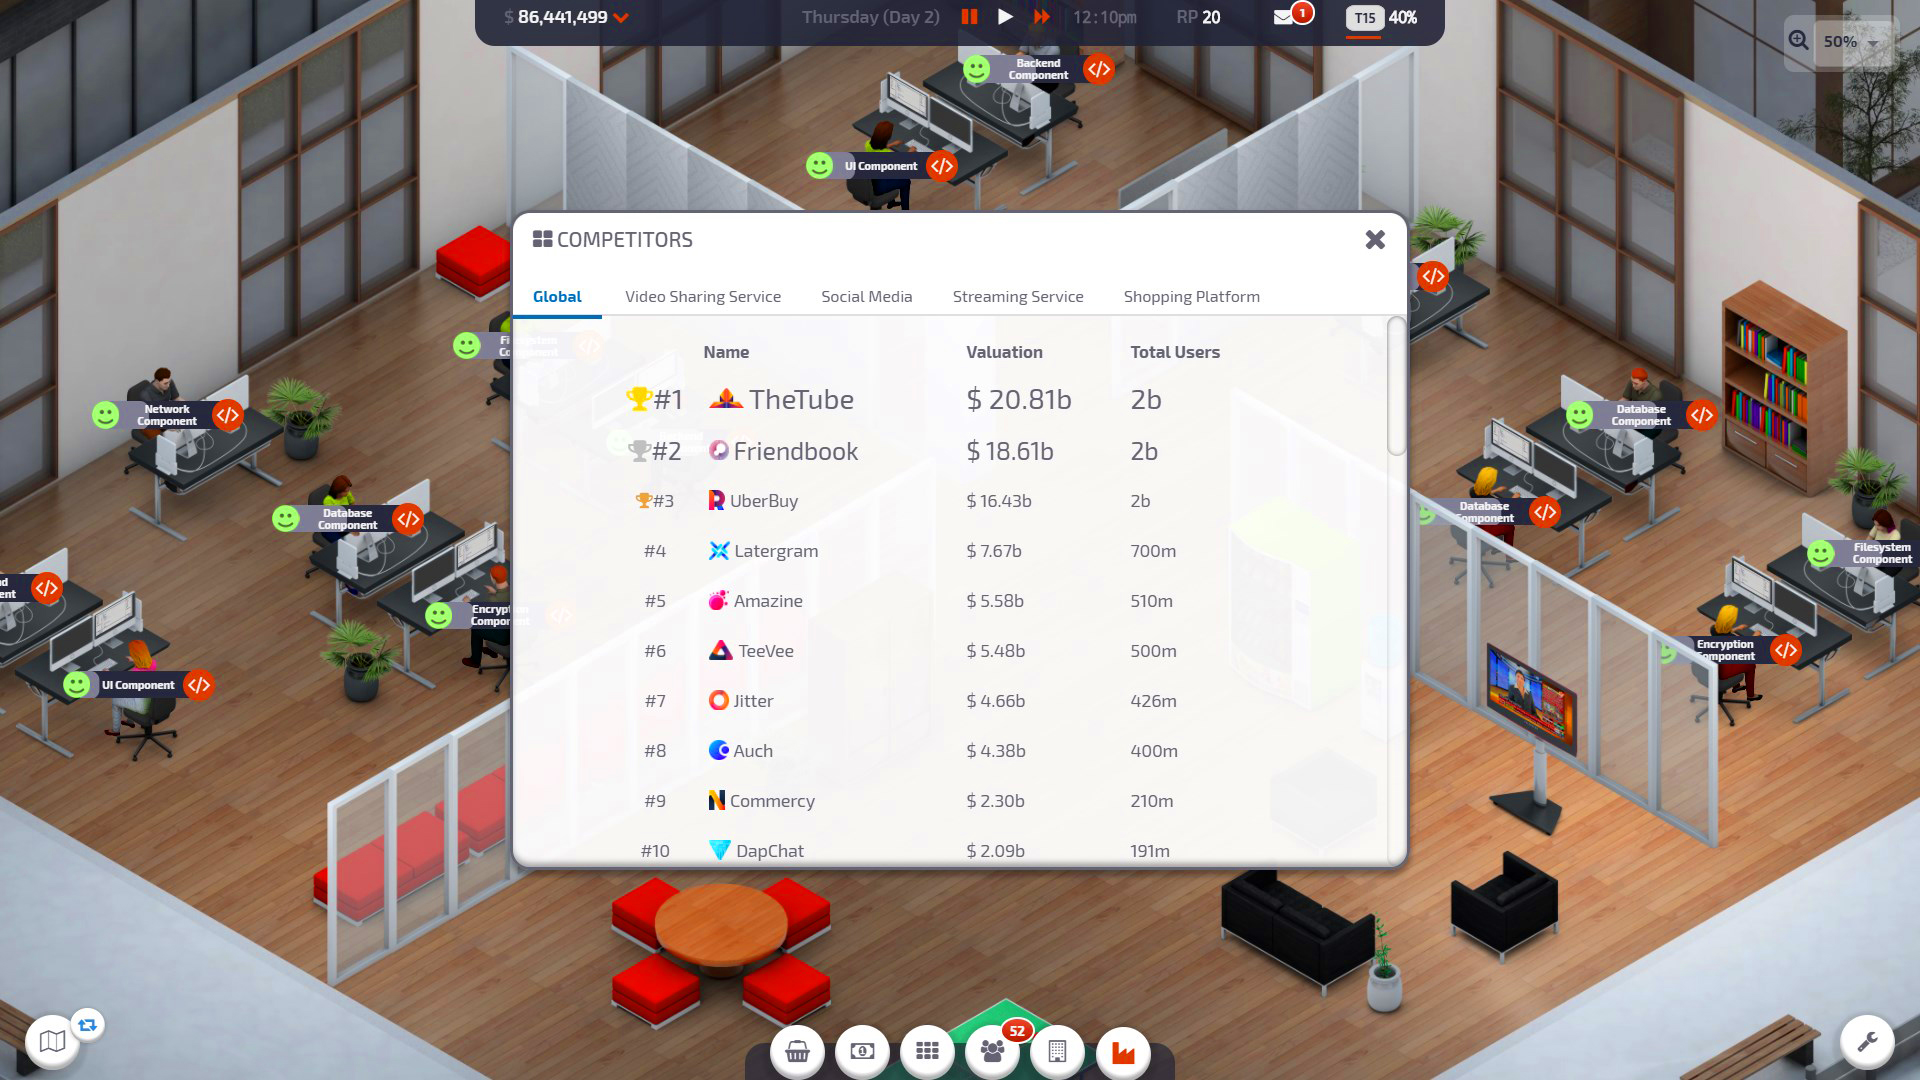 $ 86,441,499
Thursday (Day 2)
12:10pm
RP 20
1
T15 40%
50%
Backend
Component
UI Component
COMPETITORS
Global
Video Sharing Service
Social Media
Streaming Service
Shopping Platform
Name Valuation Total Users
#1 TheTube $ 20.81b 2b
#2 Friendbook $ 18.61b 2b
#3 UberBuy $ 16.43b 2b
#4 Latergram $ 7.67b 700m
#5 Amazine $ 5.58b 510m
#6 TeeVee $ 5.48b 500m
#7 Jitter $ 4.66b 426m
#8 Auch $ 4.38b 400m
#9 Commercy $ 2.30b 210m
#10 DapChat $ 2.09b 191m
Filesystem
Component
Network
Component
Database
Component
Encryption
Component
UI Component
Database
Component
Database
Component
Filesystem
Component
Encryption
Component
52